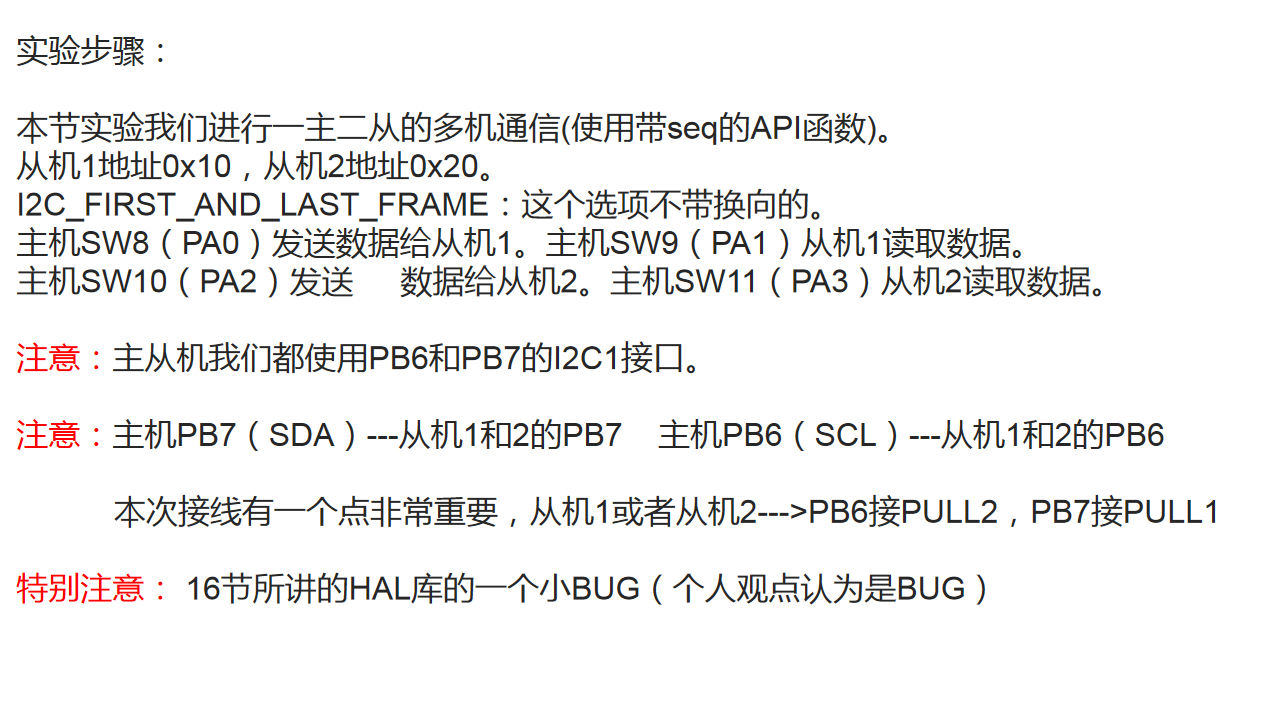 实验步骤：
本节实验我们进行一主二从的多机通信(使用带seq的API函数)。
从机1地址0x10，从机2地址0x20。
I2C_FIRST_AND_LAST_FRAME：这个选项不带换向的。
主机SW8（PA0）发送数据给从机1。主机SW9（PA1）从机1读取数据。
主机SW10（PA2）发送　数据给从机2。主机SW11（PA3）从机2读取数据。
注意：主从机我们都使用PB6和PB7的I2C1接口。
注意：主机PB7（SDA）---从机1和2的PB7　主机PB6（SCL）---从机1和2的PB6
本次接线有一个点非常重要，从机1或者从机2--->PB6接PULL2，PB7接PULL1
特别注意： 16节所讲的HAL库的一个小BUG（个人观点认为是BUG）